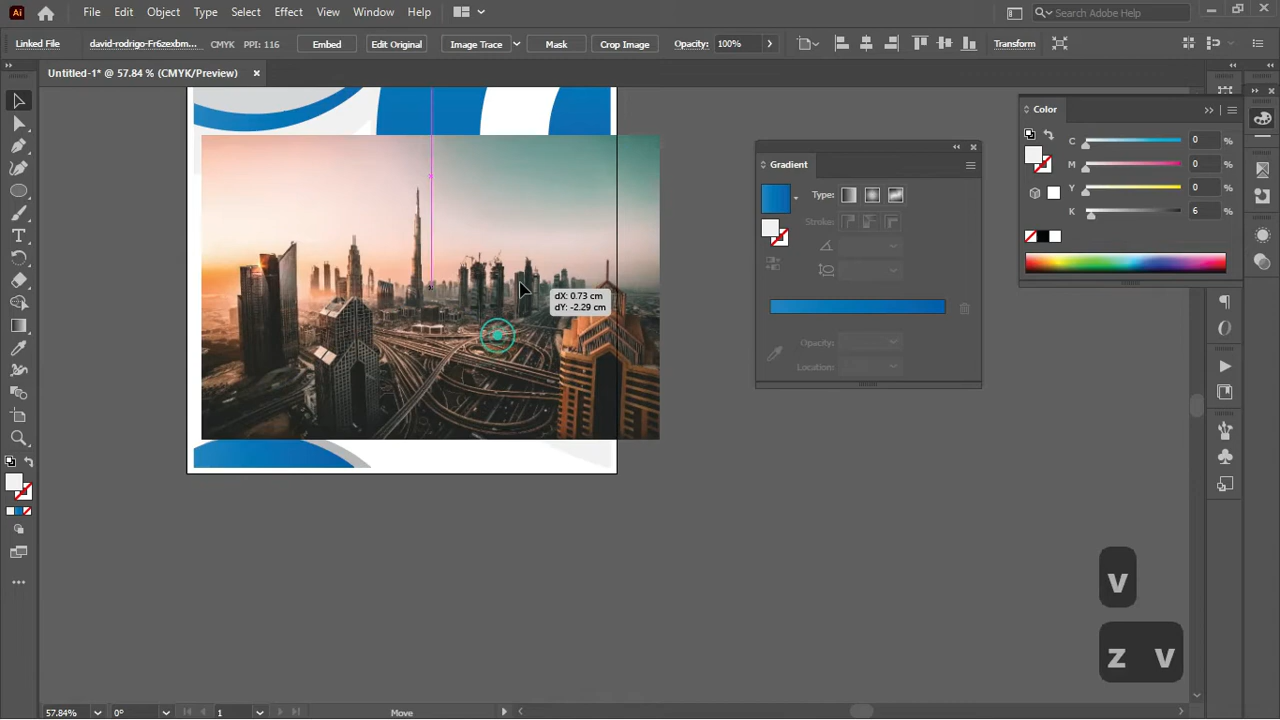 Ai File Edit Object Type Select Effect View Window Help Search Adobe Help
Linked File david-rodrigo-Fr6zexbm... CMYK PPI: 116 Embed Edit Original Image Trace Mask Crop Image Opacity: 100% Transform
Untitled-1* @ 57.84 % (CMYK/Preview)
Color
C 0 %
M 0 %
Y 0 %
K 6 %
Gradient
Type:
Stroke:
Opacity:
Location:
dX: 0.73 cm
dY: -2.29 cm
v
z v
57.84% 0° 1 Move